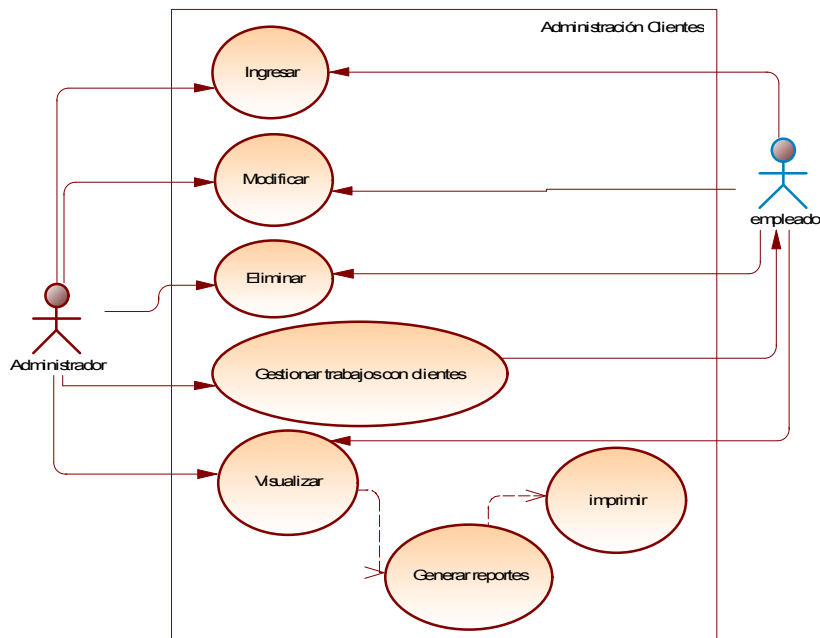 Administración Clientes
Ingresar
Modificar
empleado
Eliminar
Administrador
Gestionar trabajos con clientes
Visualizar
imprimir
Generar reportes